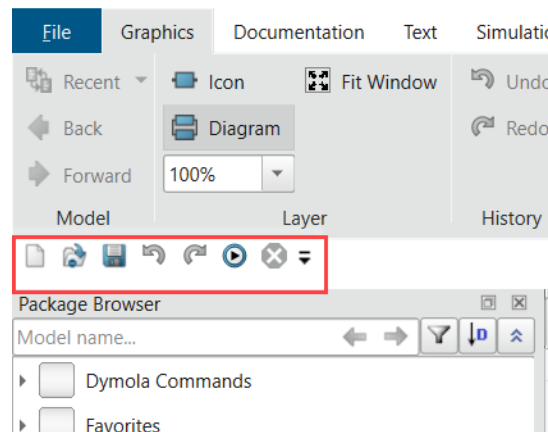 File Graphics Documentation Text Simulatio
Recent Icon Fit Window Undo
Back Diagram Redo
Forward 100%
Model Layer History
Package Browser
Model name... D
Dymola Commands
Favorites